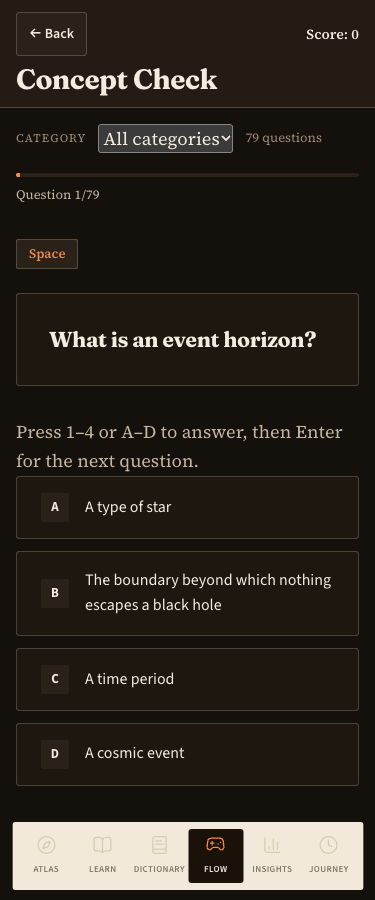 ← Back
Score: 0
Concept Check
CATEGORY All categories 79 questions
Question 1/79
Space
What is an event horizon?
Press 1–4 or A–D to answer, then Enter
for the next question.
A A type of star
B The boundary beyond which nothing
escapes a black hole
C A time period
D A cosmic event
ATLAS LEARN DICTIONARY FLOW INSIGHTS JOURNEY